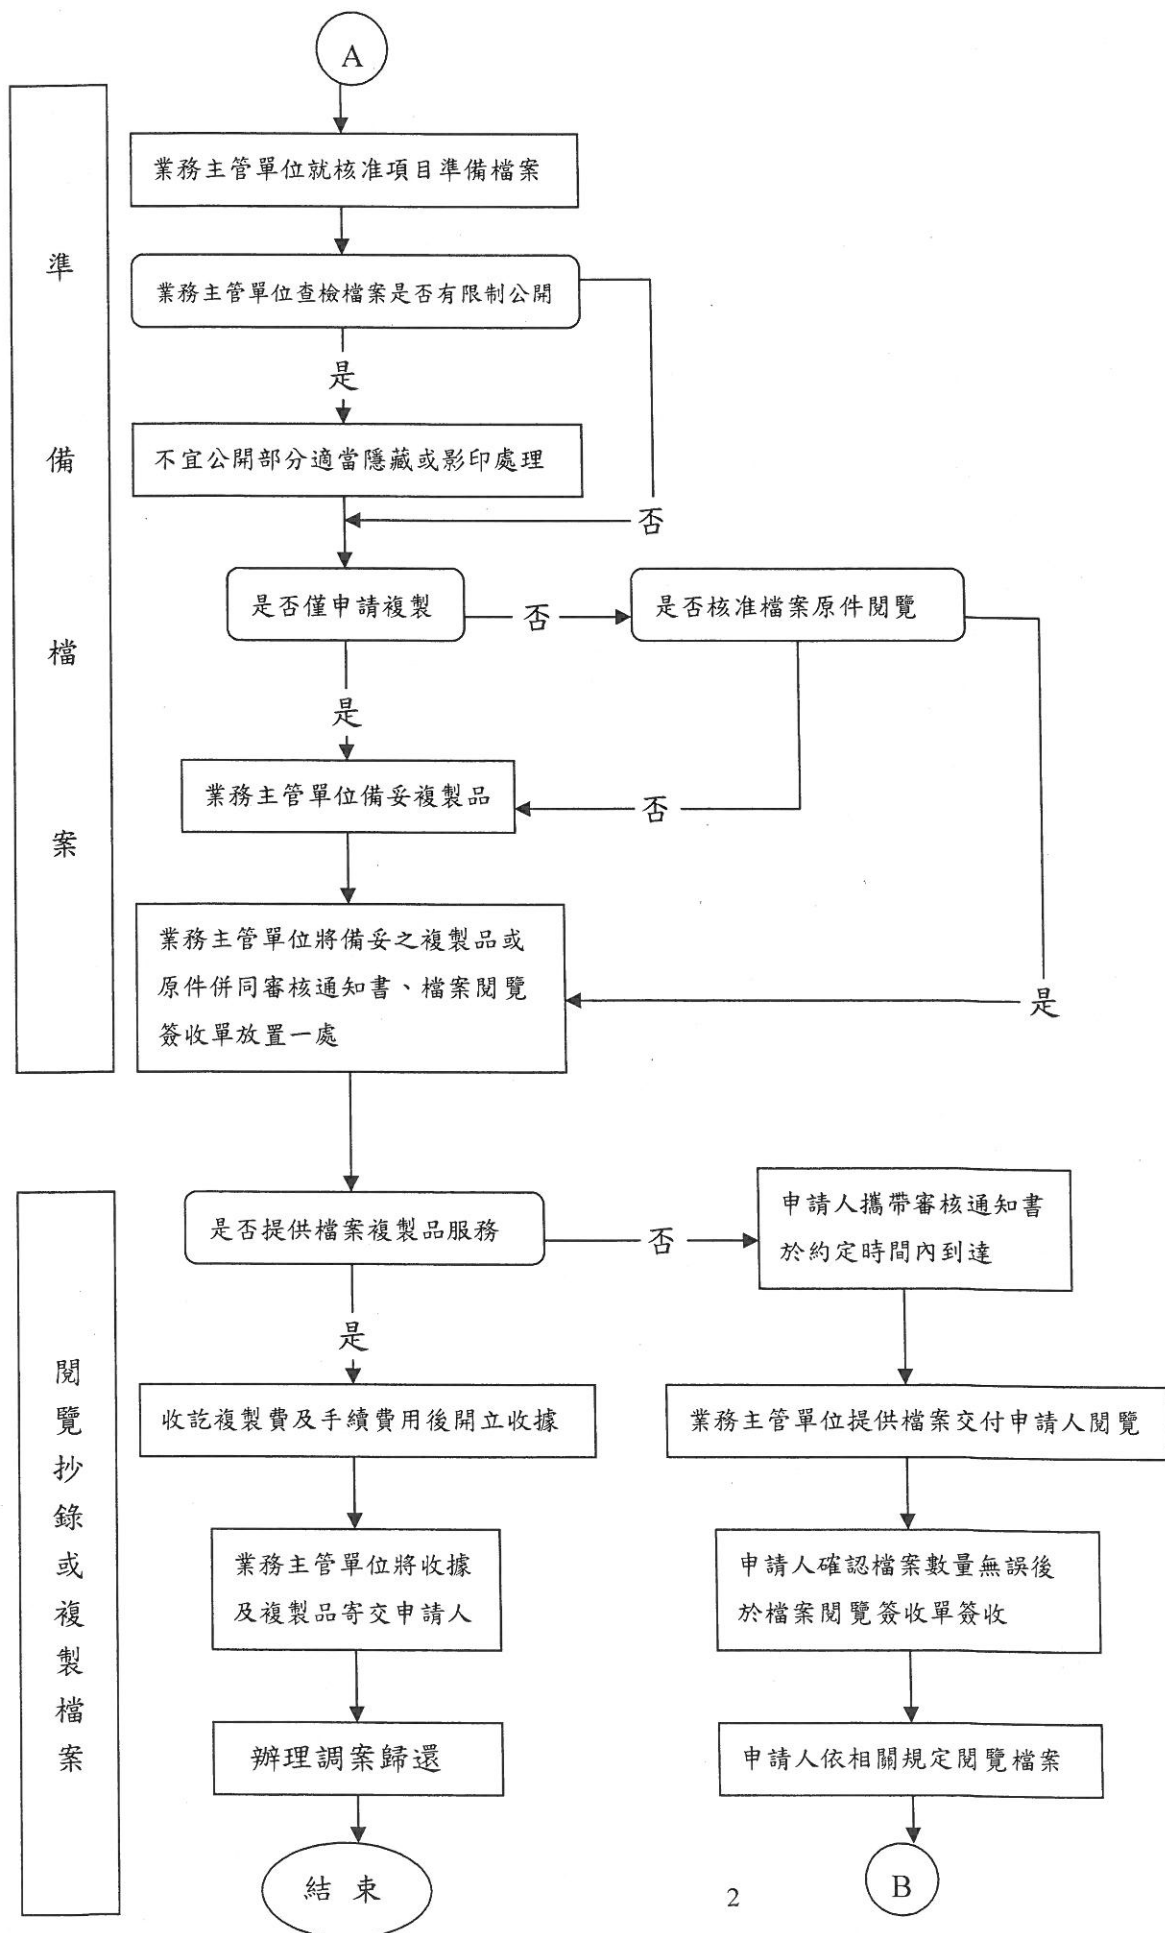 A
準備檔案
業務主管單位就核准項目準備檔案
業務主管單位查檢檔案是否有限制公開
是
不宜公開部分適當隱藏或影印處理
否
是否僅申請複製
否
是否核准檔案原件閱覽
是
業務主管單位備妥複製品
否
業務主管單位將備妥之複製品或
原件併同審核通知書、檔案閱覽
簽收單放置一處
是
閱覽抄錄或複製檔案
是否提供檔案複製品服務
否
申請人攜帶審核通知書
於約定時間內到達
是
收訖複製費及手續費用後開立收據
業務主管單位提供檔案交付申請人閱覽
業務主管單位將收據
及複製品寄交申請人
申請人確認檔案數量無誤後
於檔案閱覽簽收單簽收
辦理調案歸還
申請人依相關規定閱覽檔案
結束
B
2